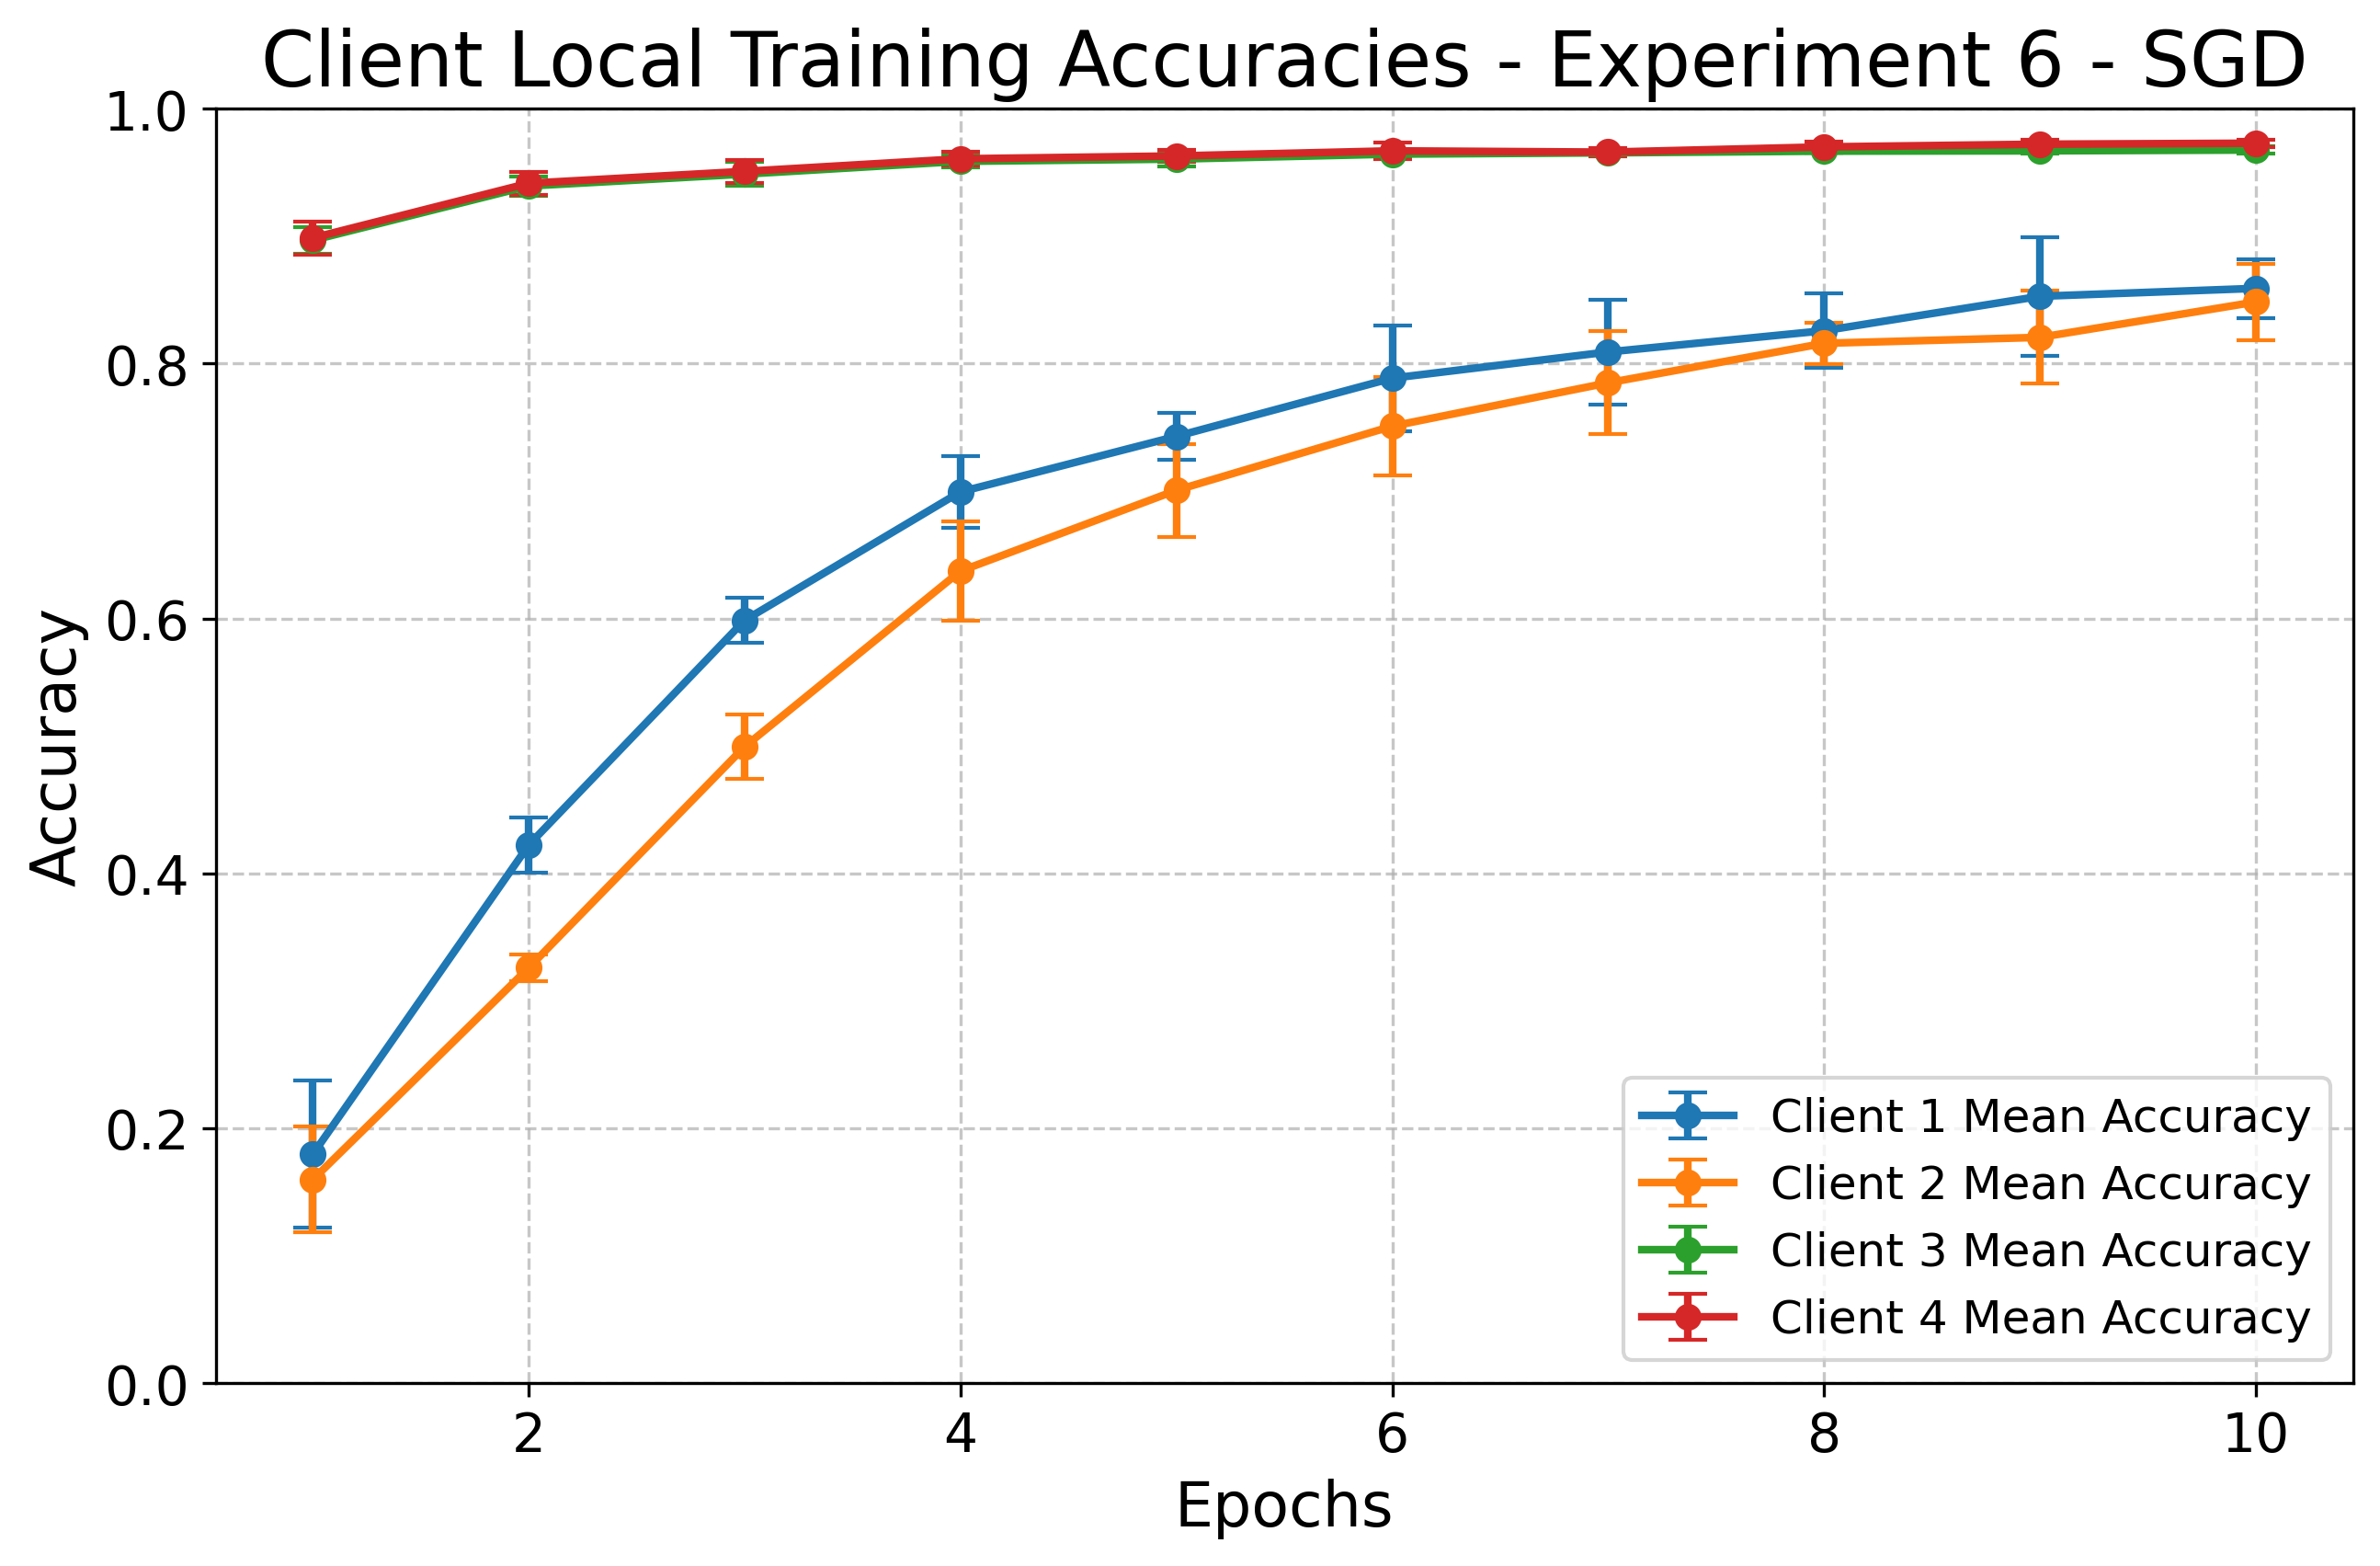 Client Local Training Accuracies - Experiment 6 - SGD
1.0
0.8
0.6
0.4
0.2
0.0
Accuracy
2 4 6 8 10
Epochs
Client 1 Mean Accuracy
Client 2 Mean Accuracy
Client 3 Mean Accuracy
Client 4 Mean Accuracy